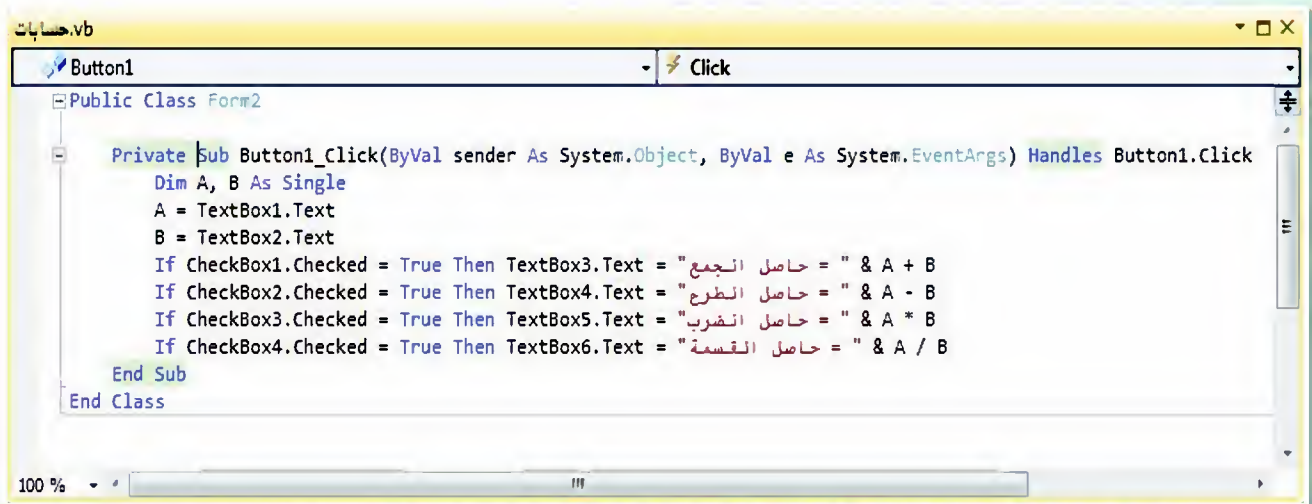 حسابات.vb
Button1 Click
Public Class Form2
Private Sub Button1_Click(ByVal sender As System.Object, ByVal e As System.EventArgs) Handles Button1.Click
Dim A, B As Single
A = TextBox1.Text
B = TextBox2.Text
If CheckBox1.Checked = True Then TextBox3.Text = "حاصل الجمع = " & A + B
If CheckBox2.Checked = True Then TextBox4.Text = "حاصل الطرح = " & A - B
If CheckBox3.Checked = True Then TextBox5.Text = "حاصل الضرب = " & A * B
If CheckBox4.Checked = True Then TextBox6.Text = "حاصل القسمة = " & A / B
End Sub
End Class
100 %